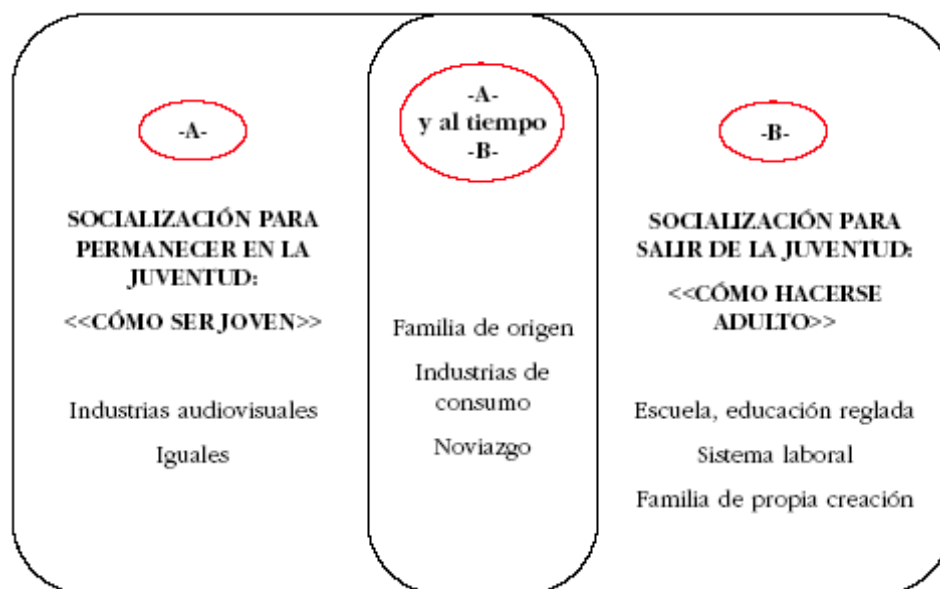 -A-
SOCIALIZACIÓN PARA
PERMANECER EN LA
JUVENTUD:
<<CÓMO SER JOVEN>>
Industrias audiovisuales
Iguales
-A-
y al tiempo
-B-
Familia de origen
Industrias de
consumo
Noviazgo
-B-
SOCIALIZACIÓN PARA
SALIR DE LA JUVENTUD:
<<CÓMO HACERSE
ADULTO>>
Escuela, educación reglada
Sistema laboral
Familia de propia creación